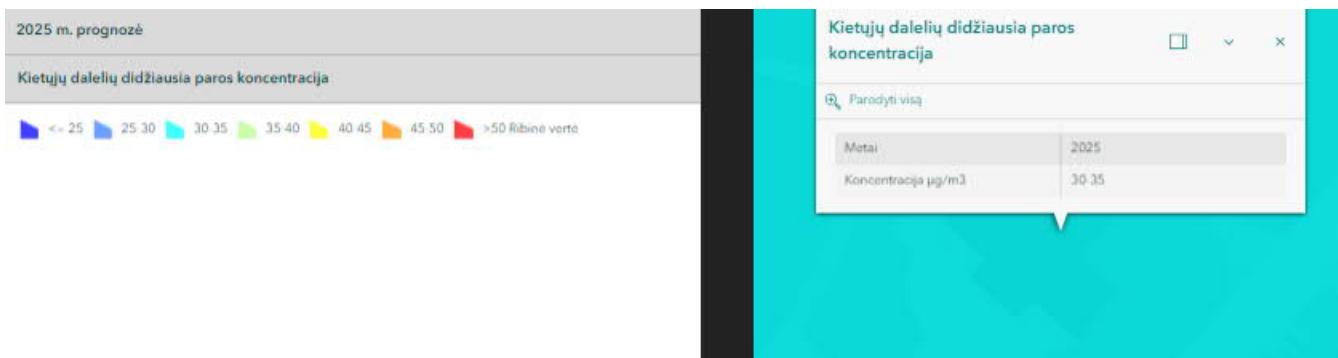 2025 m. prognozė
Kietųjų dalelių didžiausia paros koncentracija
<= 25 25-30 30-35 35-40 40-45 45-50 >50 Ribinė vertė
Kietųjų dalelių didžiausia paros
koncentracija
Parodyti visą
Metai 2025
Koncentracija µg/m3 30-35